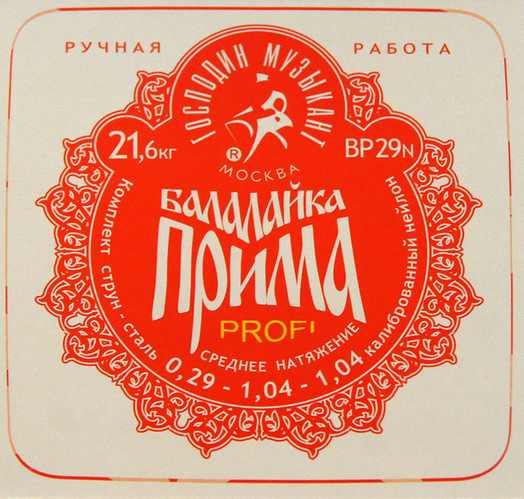 РУЧНАЯ РАБОТА
ГОСПОДИН МУЗЫКАНТ
21,6кг
BP29N
®
МОСКВА
БАЛАЛАЙКА
ПРИМА
PROFI
СРЕДНЕЕ НАТЯЖЕНИЕ
Комплект струн - сталь 0,29 - 1,04 - 1,04 калиброванный нейлон